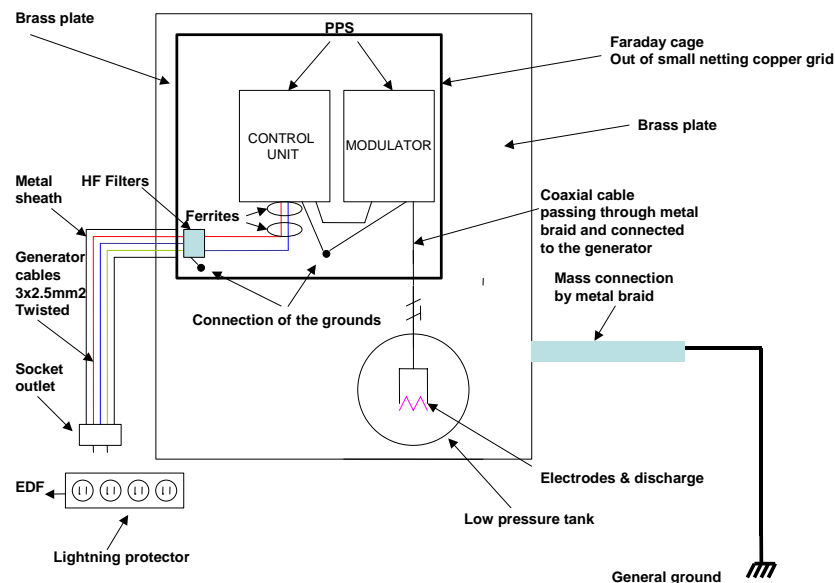 Brass plate
PPS
Faraday cage
Out of small netting copper grid
Brass plate
CONTROL
UNIT
MODULATOR
Metal
sheath
HF Filters
Ferrites
Coaxial cable
passing through metal
braid and connected
to the generator
Generator
cables
3x2.5mm2
Twisted
Connection of the grounds
Mass connection
by metal braid
Socket
outlet
EDF
Electrodes & discharge
Low pressure tank
Lightning protector
General ground